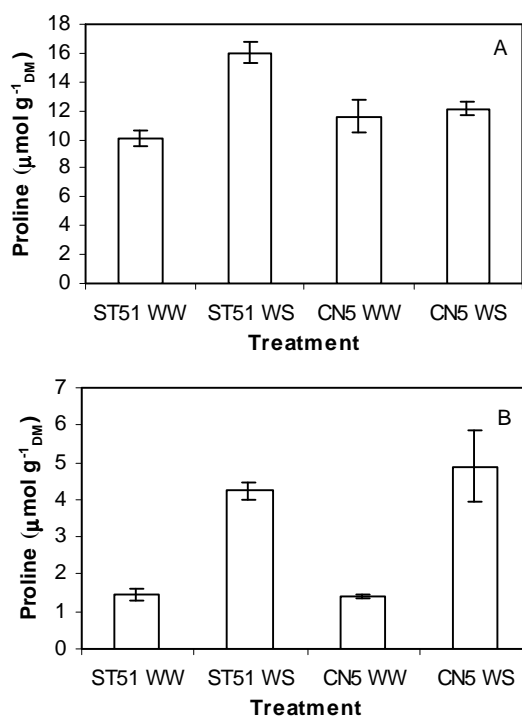 A
Proline (µmol g⁻¹DM)
18
16
14
12
10
8
6
4
2
0
ST51 WW ST51 WS CN5 WW CN5 WS
Treatment
B
Proline (µmol g⁻¹DM)
7
6
5
4
3
2
1
0
ST51 WW ST51 WS CN5 WW CN5 WS
Treatment